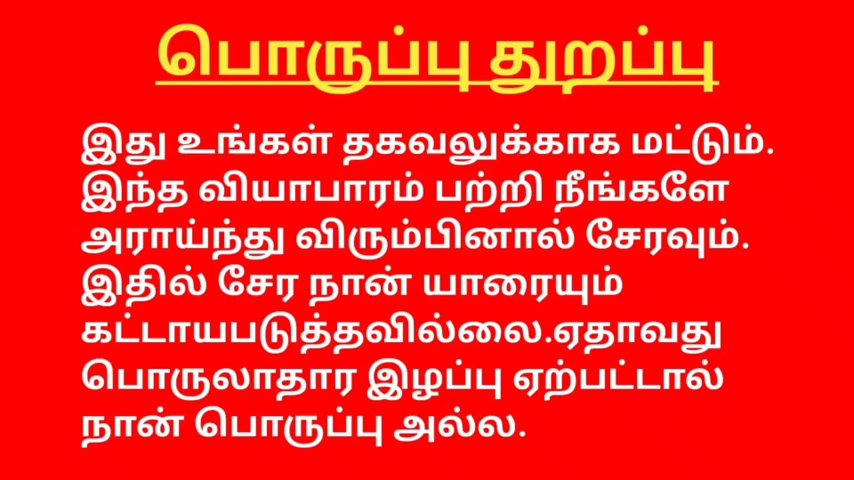 பொருப்பு துறப்பு
இது உங்கள் தகவலுக்காக மட்டும்.
இந்த வியாபாரம் பற்றி நீங்களே
அராய்ந்து விரும்பினால் சேரவும்.
இதில் சேர நான் யாரையும்
கட்டாயபடுத்தவில்லை.ஏதாவது
பொருலாதார இழப்பு ஏற்பட்டால்
நான் பொருப்பு அல்ல.